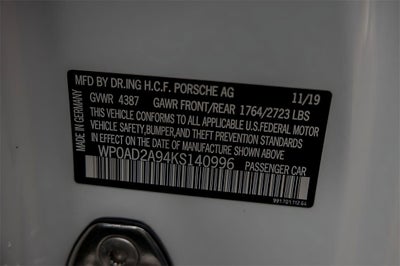 MFD BY DR.ING H.C.F. PORSCHE AG 11/19
GVWR 4387 GAWR FRONT/REAR 1764/2723 LBS
THIS VEHICLE CONFORMS TO ALL APPLICABLE U.S.FEDERAL MOTOR
VEHICLE SAFETY,BUMPER,AND THEFT PREVENTION STANDARDS
IN EFFECT ON THE DATE OF MANUFACTURE SHOWN ABOVE
WP0AD2A94KS140996 PASSENGER CAR
MADE IN GERMANY